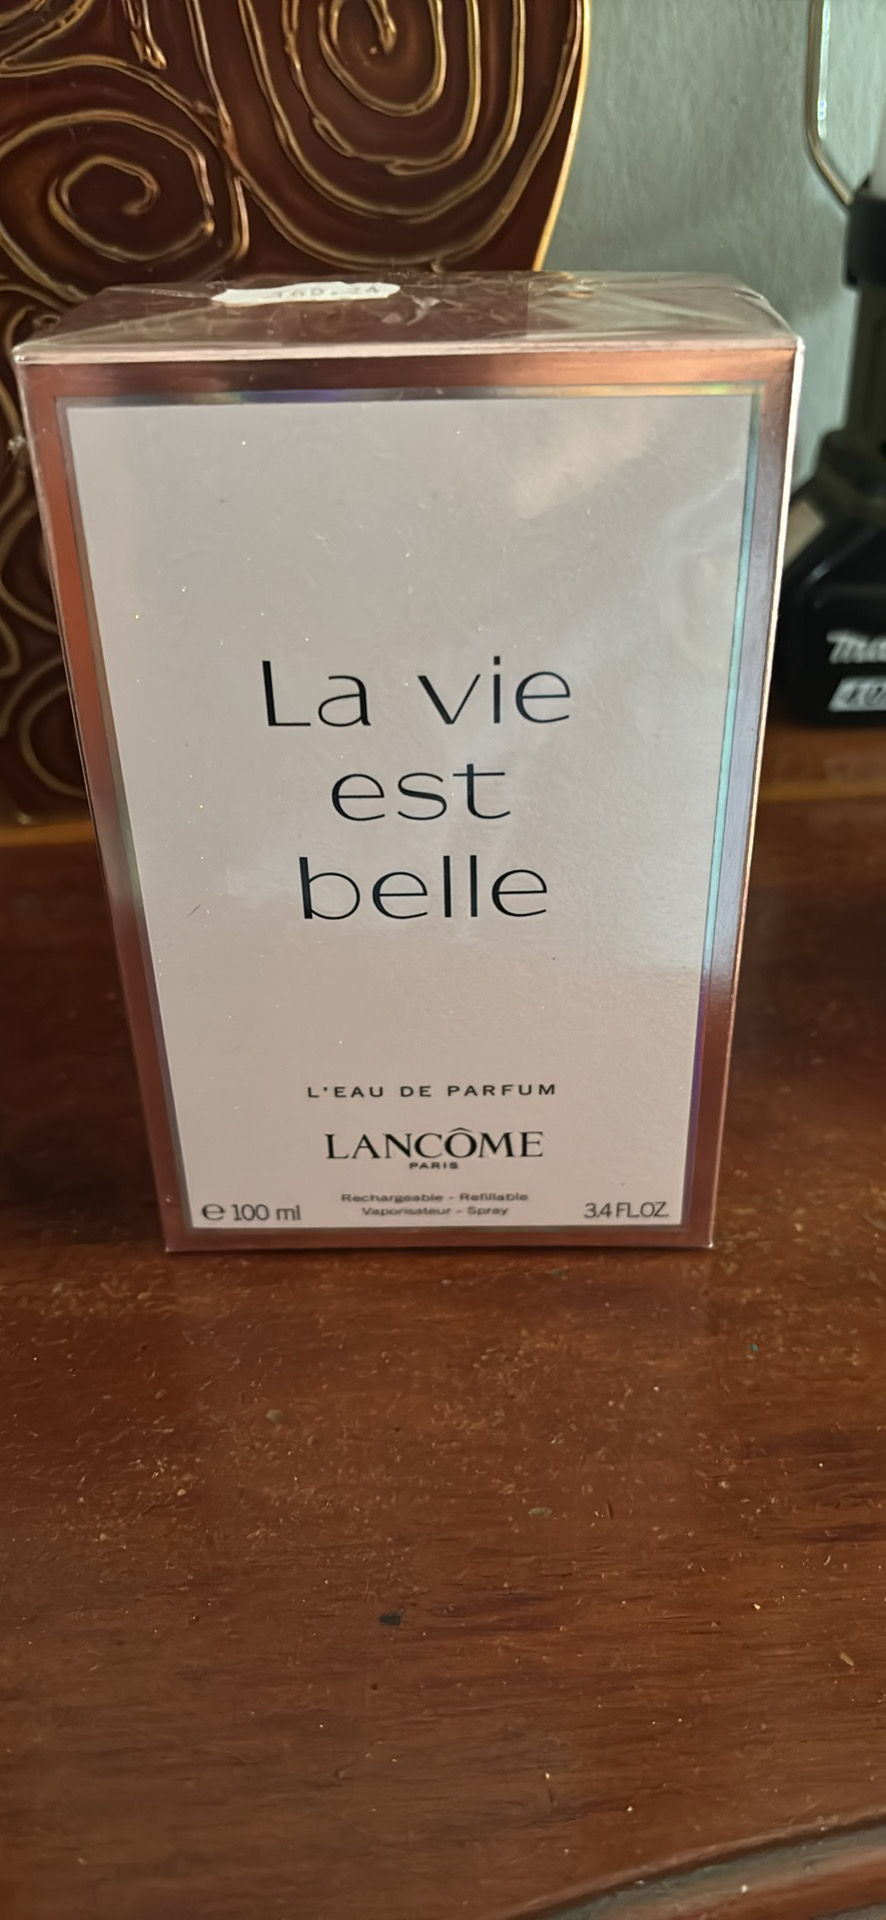 La vie
est
belle
L'EAU DE PARFUM
LANCÔME
PARIS
Rechargeable - Refillable
Vaporisateur - Spray
℮ 100 ml
3.4 FL.OZ.